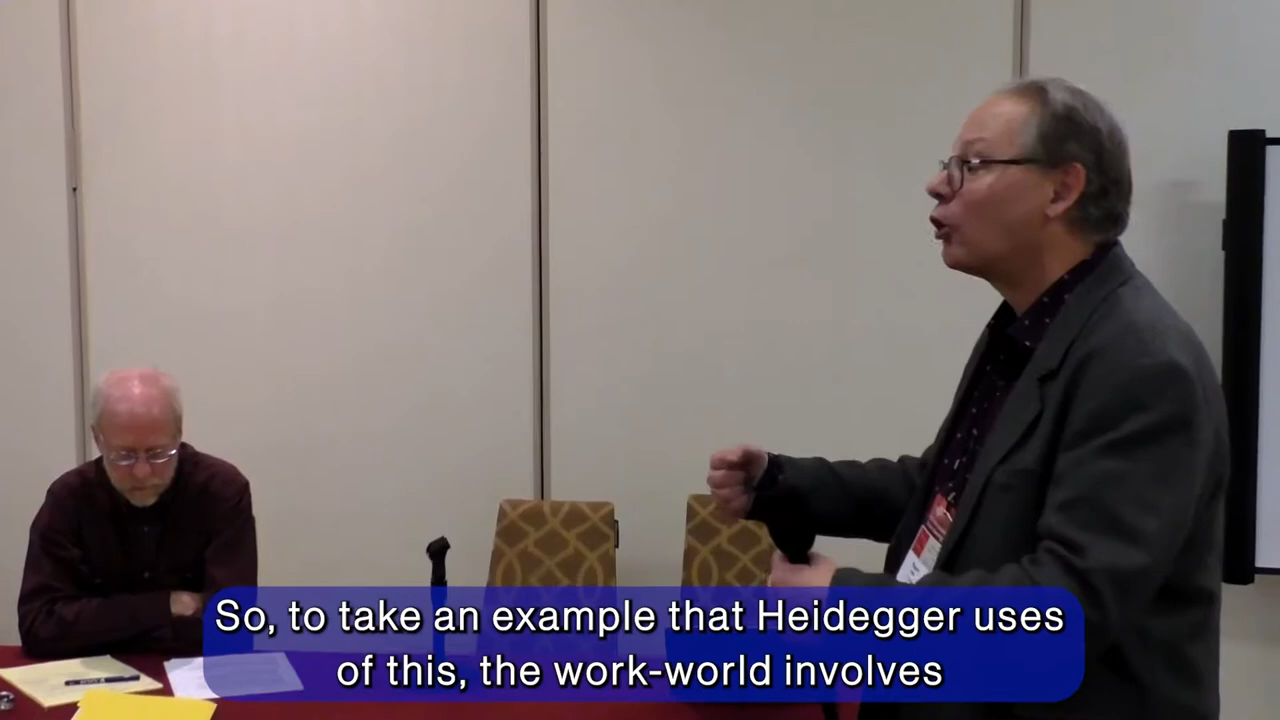 So, to take an example that Heidegger uses
of this, the work-world involves